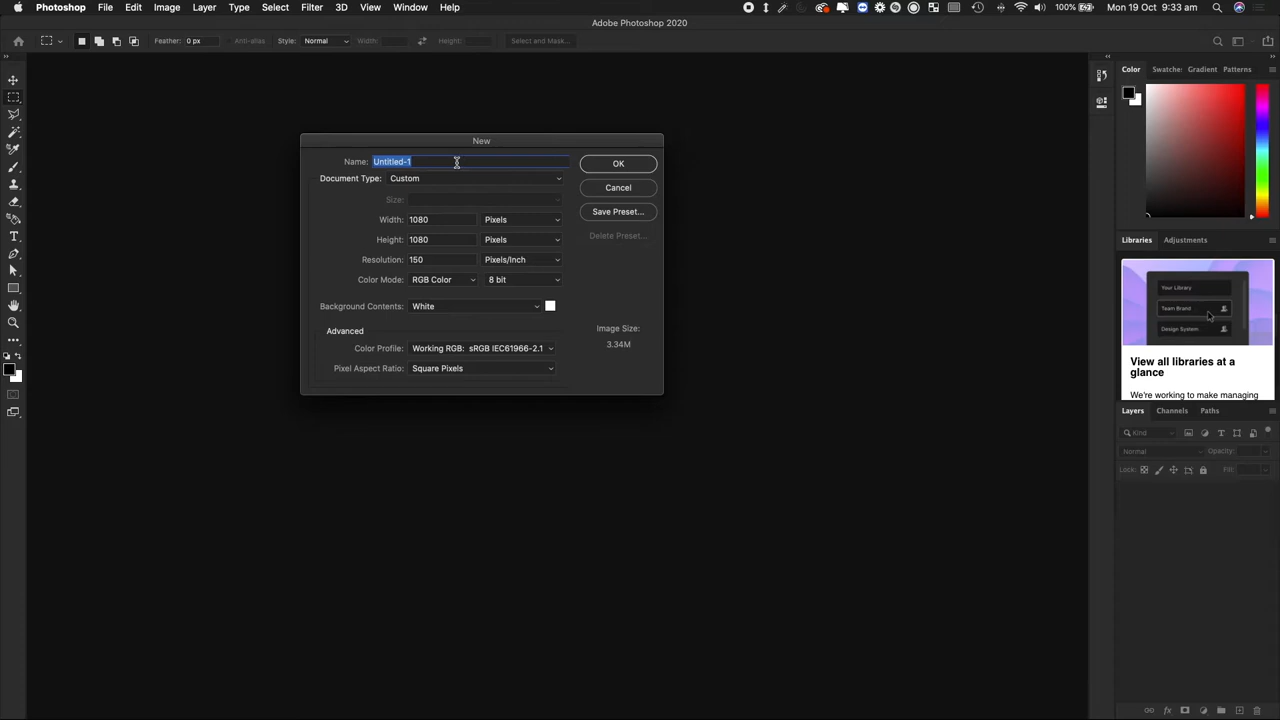 Photoshop File Edit Image Layer Type Select Filter 3D View Window Help 100% Mon 19 Oct 9:33 am
Adobe Photoshop 2020
Feather: 0 px Anti-alias Style: Normal Width: Height: Select and Mask...
Color Swatche: Gradient Patterns
New
Name: Untitled-1 OK
Document Type: Custom
Cancel
Size:
Save Preset...
Width: 1080 Pixels
Delete Preset...
Height: 1080 Pixels
Resolution: 150 Pixels/Inch
Color Mode: RGB Color 8 bit
Background Contents: White
Advanced
Image Size:
3.34M
Color Profile: Working RGB: sRGB IEC61966-2.1
Pixel Aspect Ratio: Square Pixels
Libraries Adjustments
Your Library
Team Brand
Design System
View all libraries at a
glance
We're working to make managing
Layers Channels Paths
Kind
Normal Opacity:
Lock: Fill: